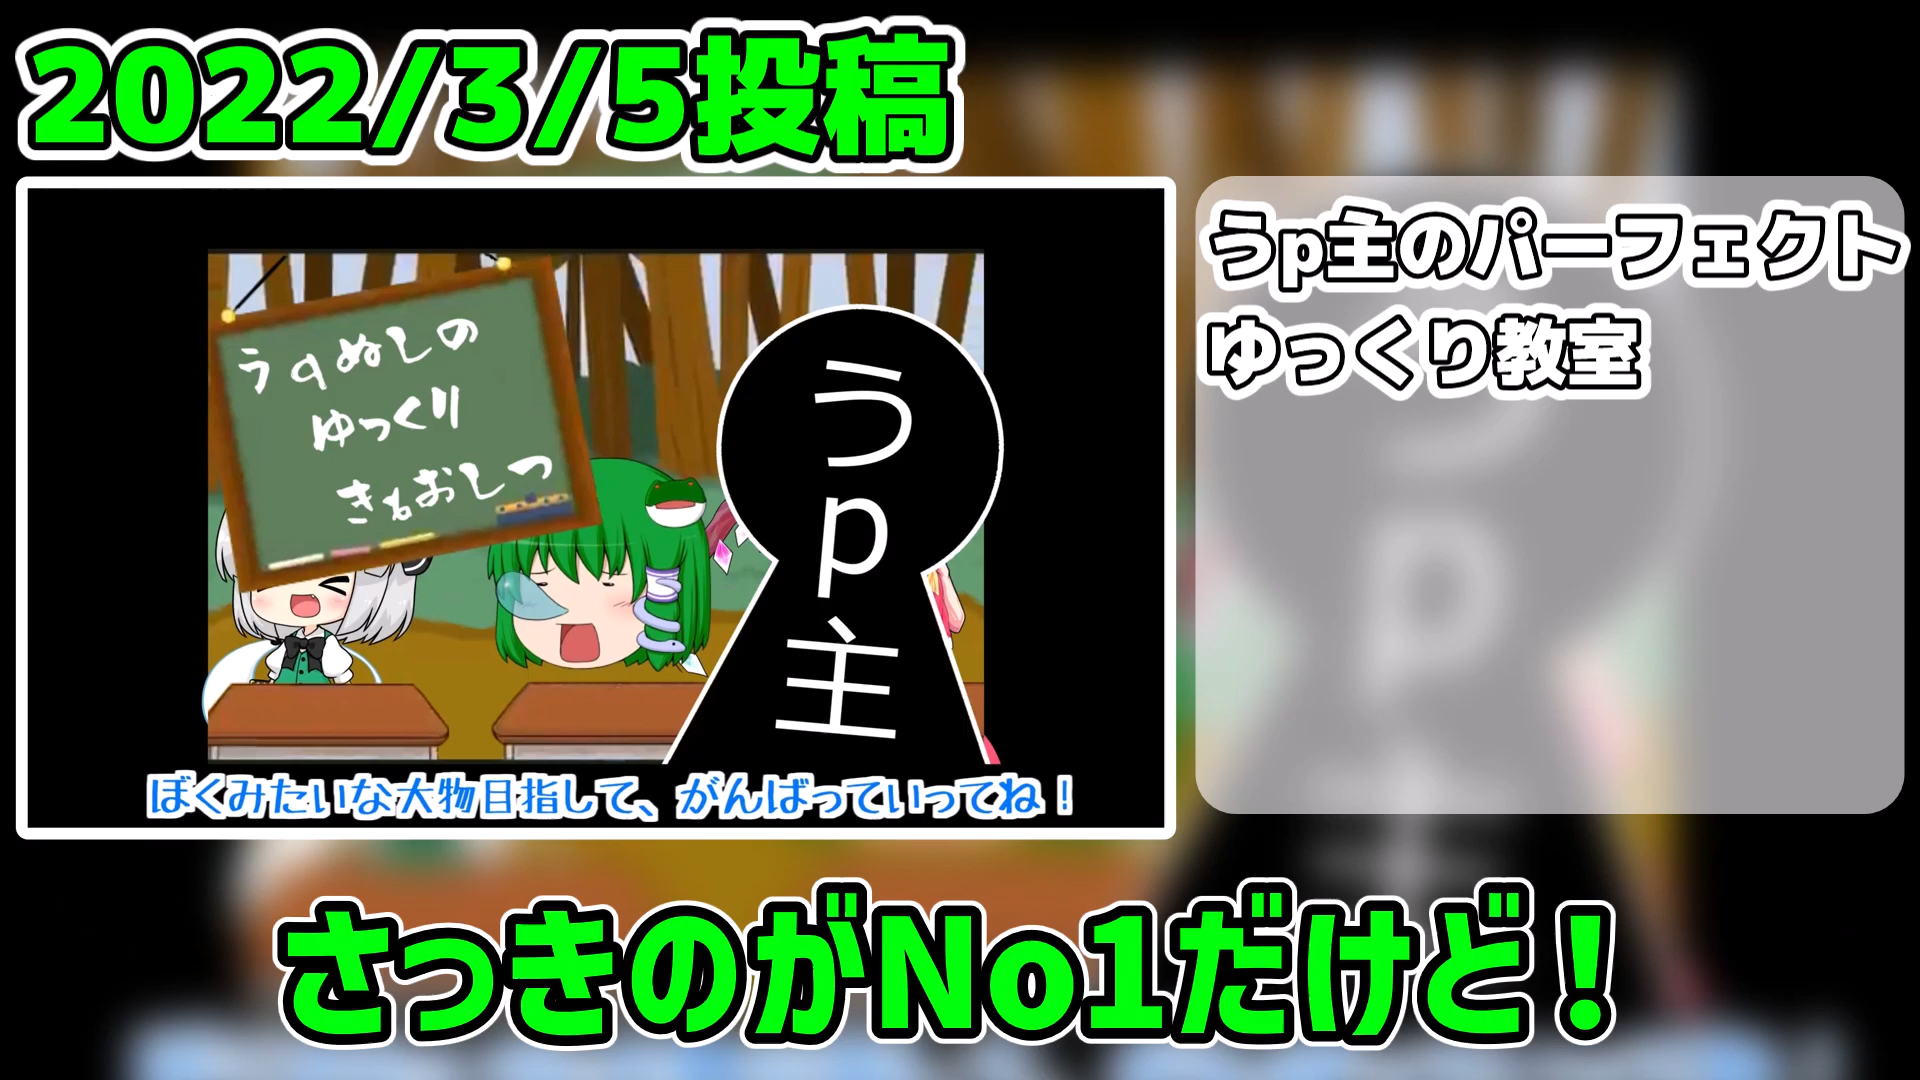 2022/3/5投稿
うp主のパーフェクト
ゆっくり教室
うqぬしの
ゆっくり
きょおしつ
うp主
ぼくみたいな大物目指して、がんばっていってね！
さっきのがNo1だけど！